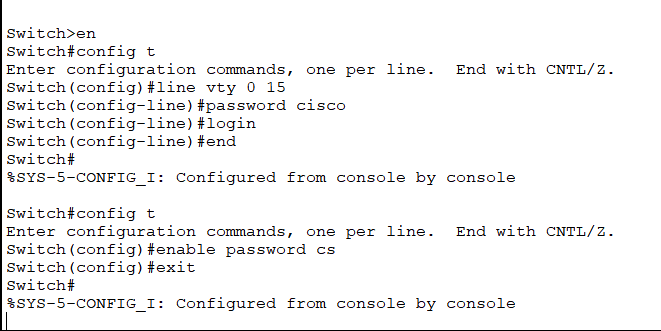 Switch>en
Switch#config t
Enter configuration commands, one per line.  End with CNTL/Z.
Switch(config)#line vty 0 15
Switch(config-line)#password cisco
Switch(config-line)#login
Switch(config-line)#end
Switch#
%SYS-5-CONFIG_I: Configured from console by console
Switch#config t
Enter configuration commands, one per line.  End with CNTL/Z.
Switch(config)#enable password cs
Switch(config)#exit
Switch#
%SYS-5-CONFIG_I: Configured from console by console